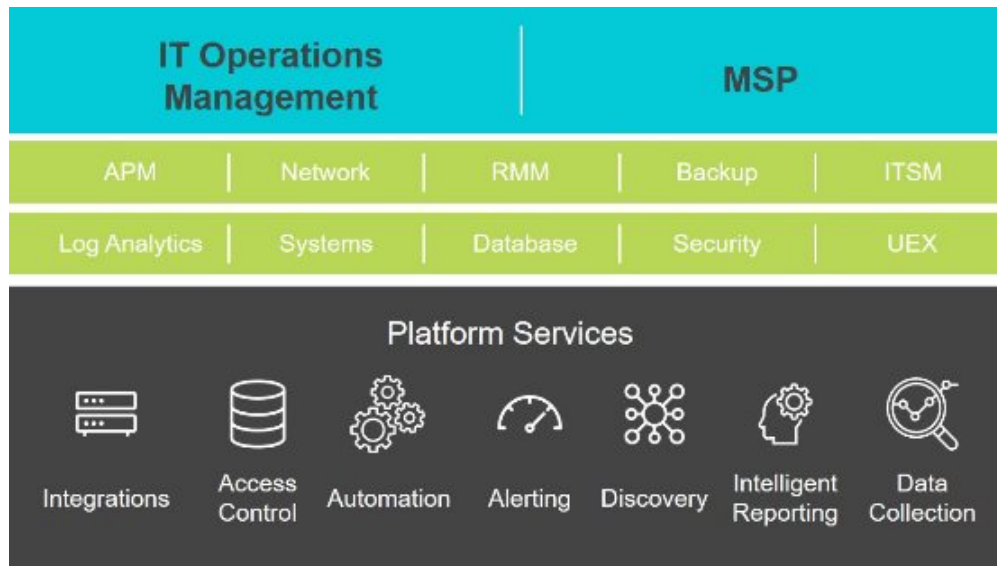 IT Operations
Management
MSP
APM
Network
RMM
Backup
ITSM
Log Analytics
Systems
Database
Security
UEX
Platform Services
Integrations
Access
Control
Automation
Alerting
Discovery
Intelligent
Reporting
Data
Collection